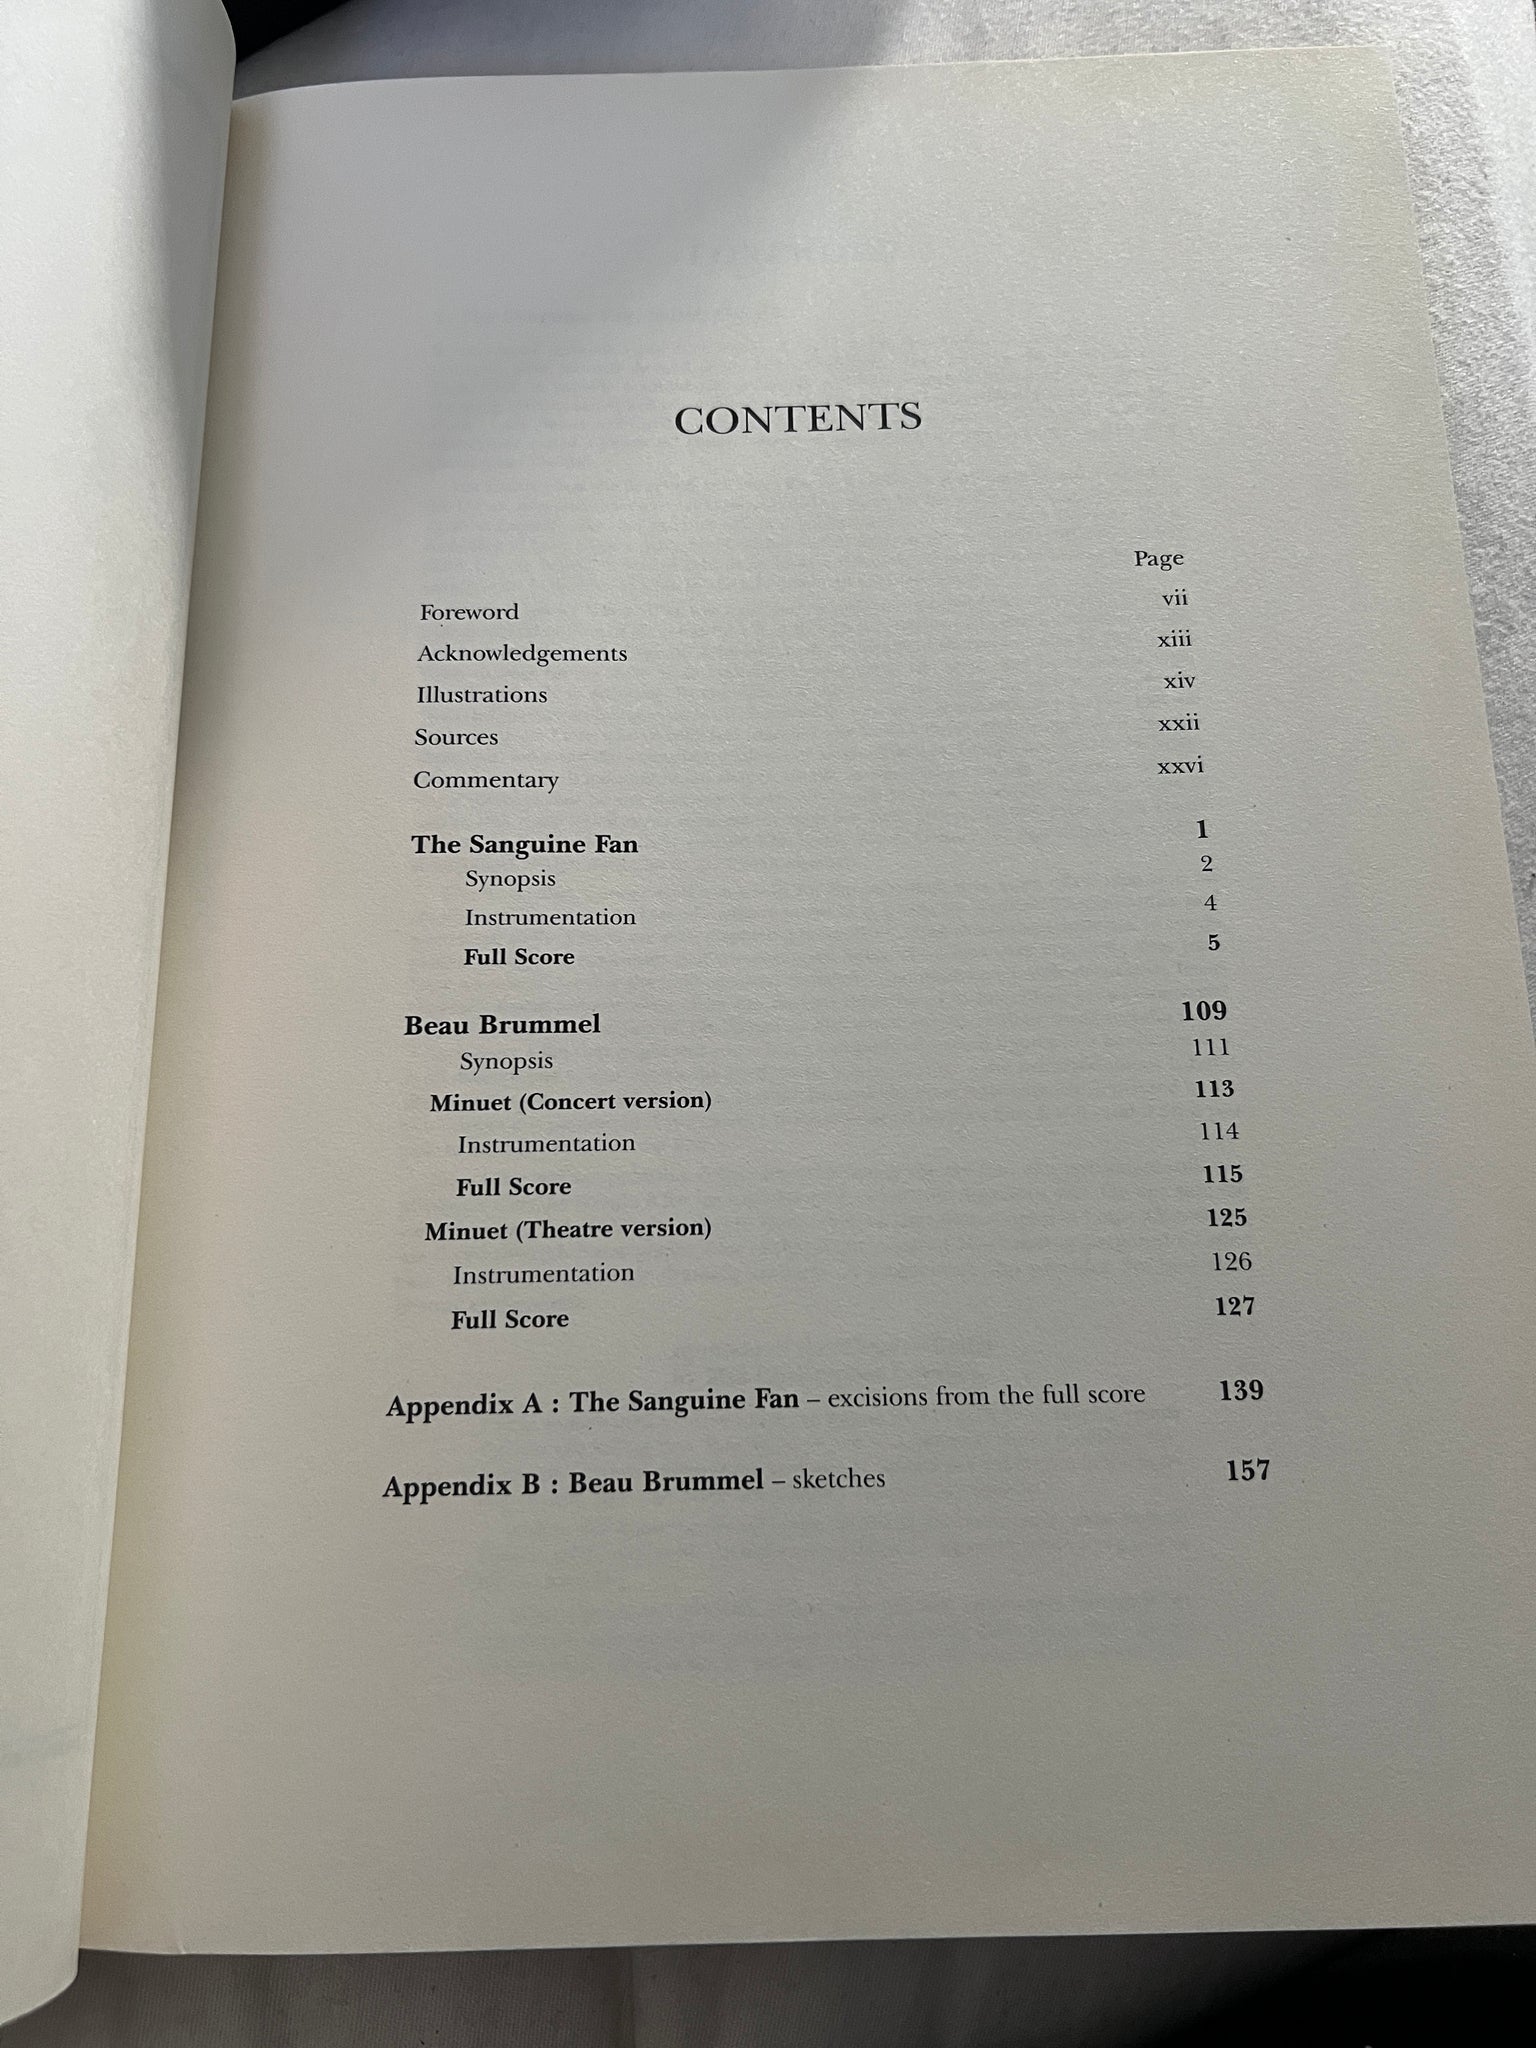 CONTENTS
Page
Foreword vii
Acknowledgements xiii
Illustrations xiv
Sources xxii
Commentary xxvi
The Sanguine Fan 1
Synopsis 2
Instrumentation 4
Full Score 5
Beau Brummel 109
Synopsis 111
Minuet (Concert version) 113
Instrumentation 114
Full Score 115
Minuet (Theatre version) 125
Instrumentation 126
Full Score 127
Appendix A : The Sanguine Fan – excisions from the full score 139
Appendix B : Beau Brummel – sketches 157